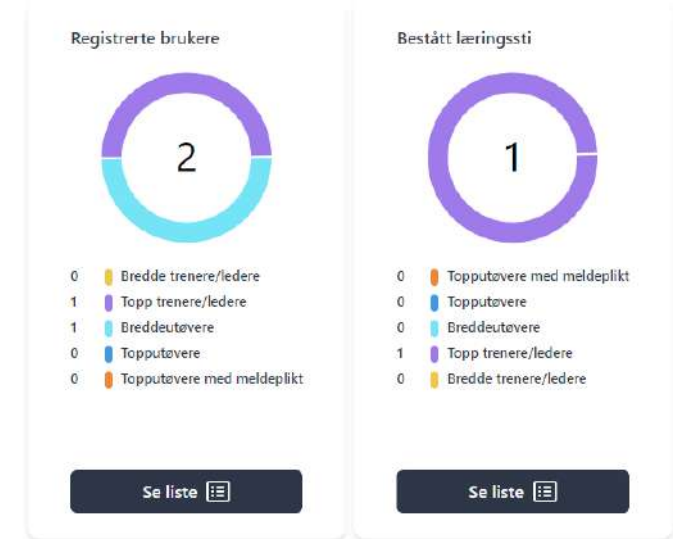 Registrerte brukere
2
0 Bredde trenere/ledere
1 Topp trenere/ledere
1 Breddeutøvere
0 Topputøvere
0 Topputøvere med meldeplikt
Se liste
Bestått læringssti
1
0 Topputøvere med meldeplikt
0 Topputøvere
0 Breddeutøvere
1 Topp trenere/ledere
0 Bredde trenere/ledere
Se liste